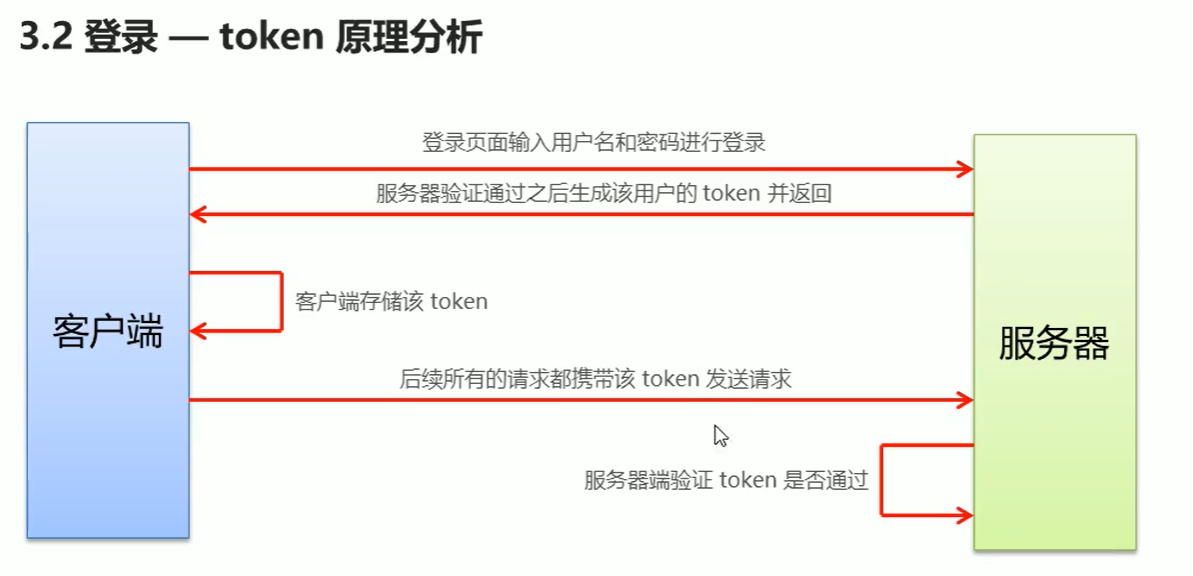 3.2 登录 — token 原理分析
登录页面输入用户名和密码进行登录
服务器验证通过之后生成该用户的 token 并返回
客户端存储该 token
客户端
服务器
后续所有的请求都携带该 token 发送请求
服务器端验证 token 是否通过